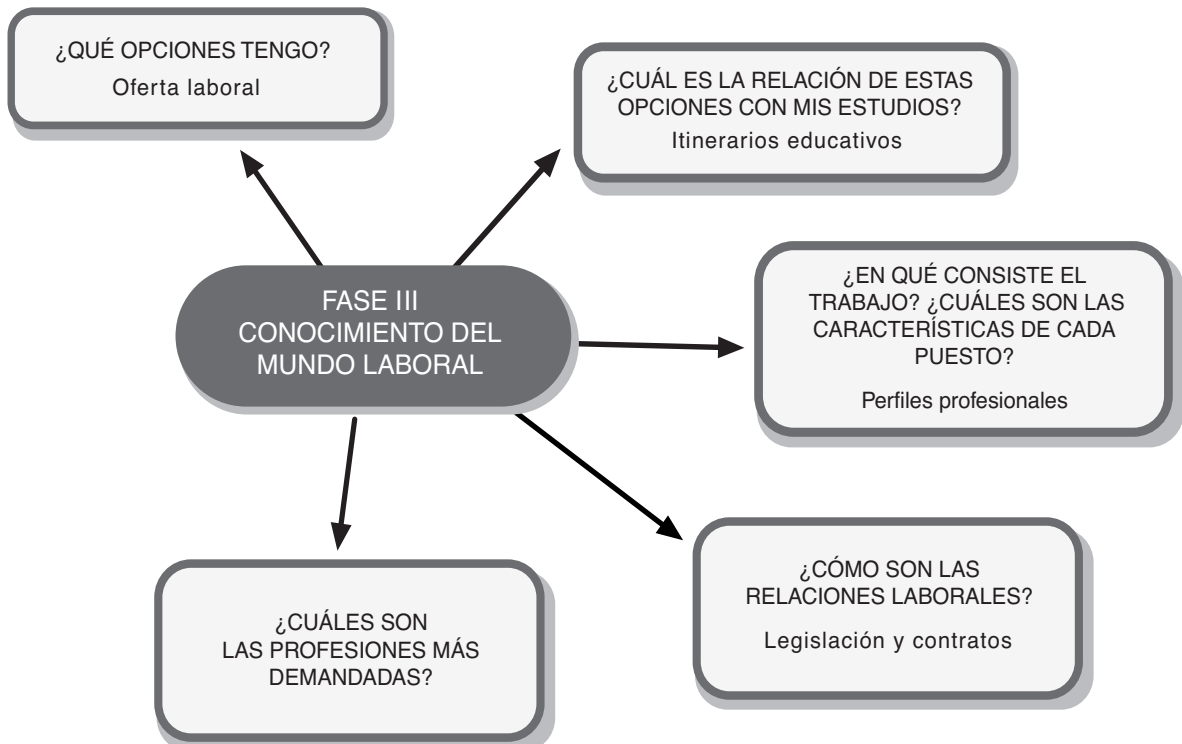 ¿QUÉ OPCIONES TENGO?
Oferta laboral
¿CUÁL ES LA RELACIÓN DE ESTAS
OPCIONES CON MIS ESTUDIOS?
Itinerarios educativos
FASE III
CONOCIMIENTO DEL
MUNDO LABORAL
¿EN QUÉ CONSISTE EL
TRABAJO? ¿CUÁLES SON LAS
CARACTERÍSTICAS DE CADA
PUESTO?
Perfiles profesionales
¿CÓMO SON LAS
RELACIONES LABORALES?
Legislación y contratos
¿CUÁLES SON
LAS PROFESIONES MÁS
DEMANDADAS?